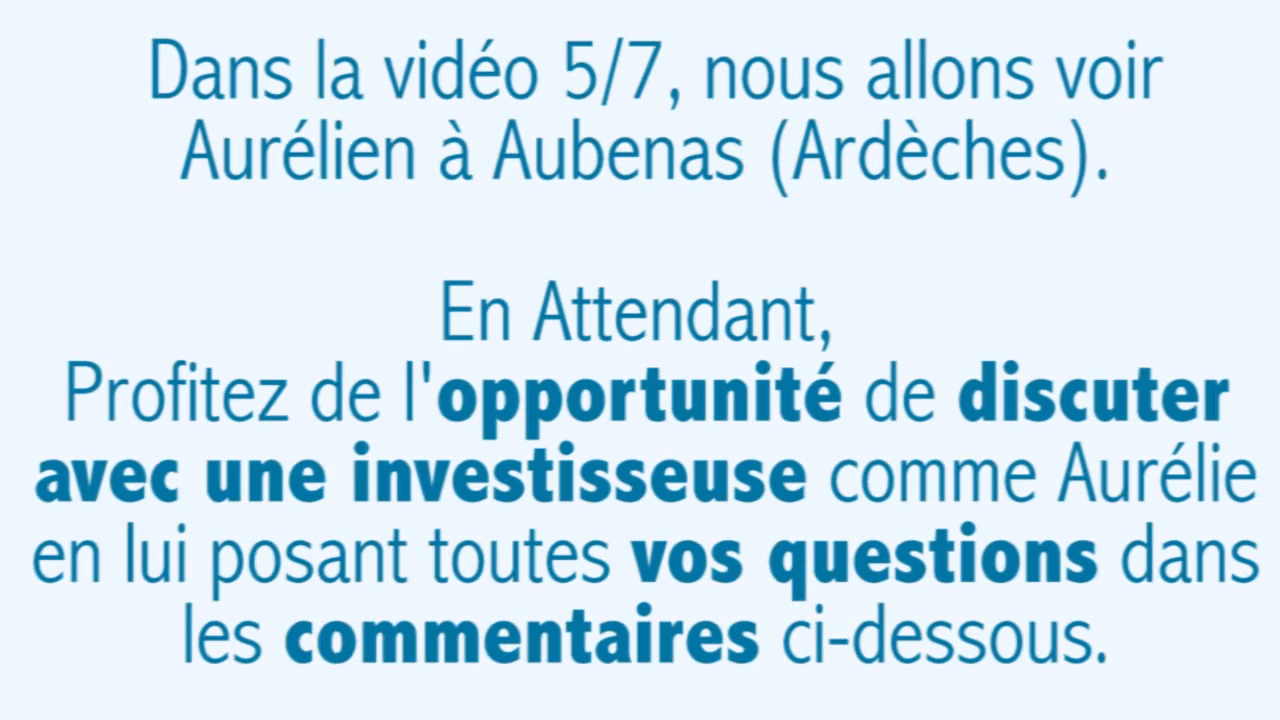 Dans la vidéo 5/7, nous allons voir
Aurélien à Aubenas (Ardèches).
En Attendant,
Profitez de l'opportunité de discuter
avec une investisseuse comme Aurélie
en lui posant toutes vos questions dans
les commentaires ci-dessous.